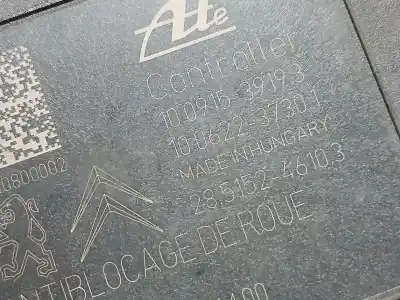 Ate
Controller
10.0915-3919.3
10.0622-3730.1
MADE IN HUNGARY
28.5152-4610.3
ANTIBLOCAGE DE ROUE